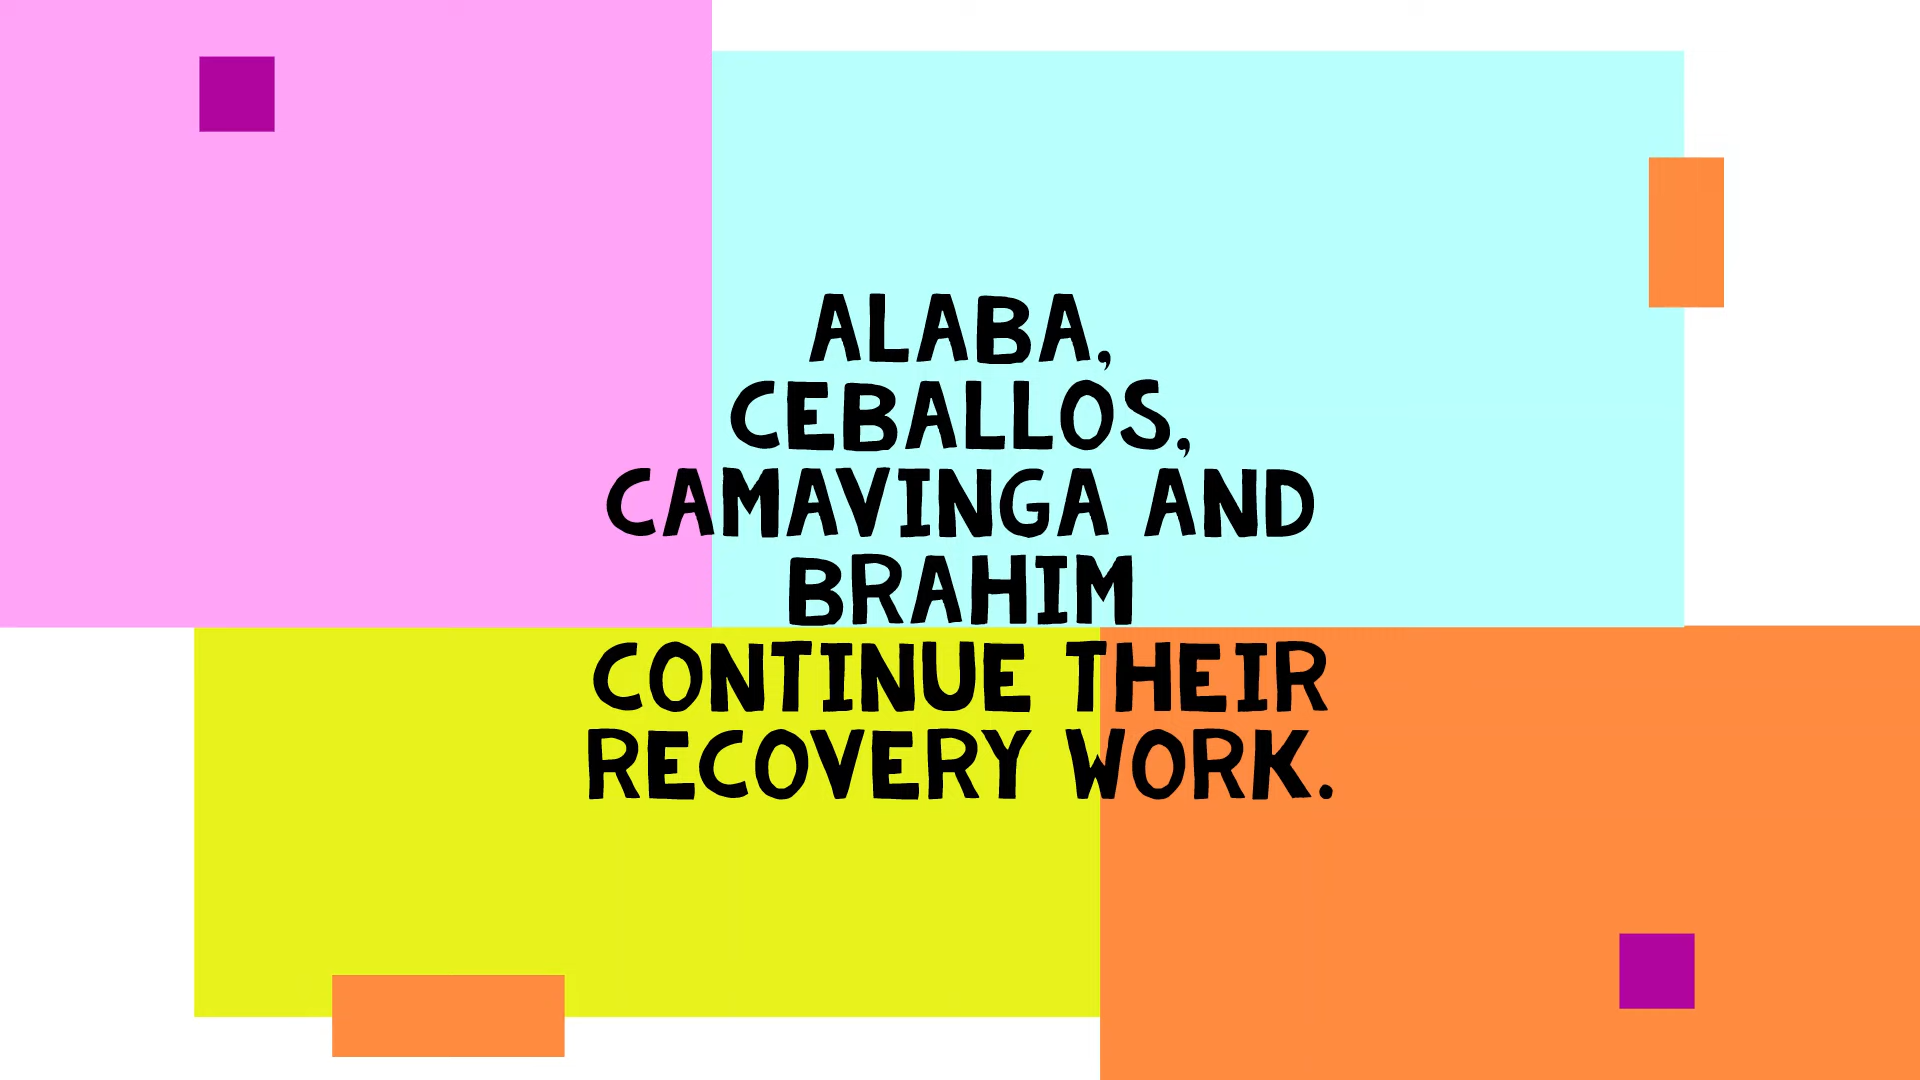 ALABA,
CEBALLOS,
CAMAVINGA AND
BRAHIM
CONTINUE THEIR
RECOVERY WORK.